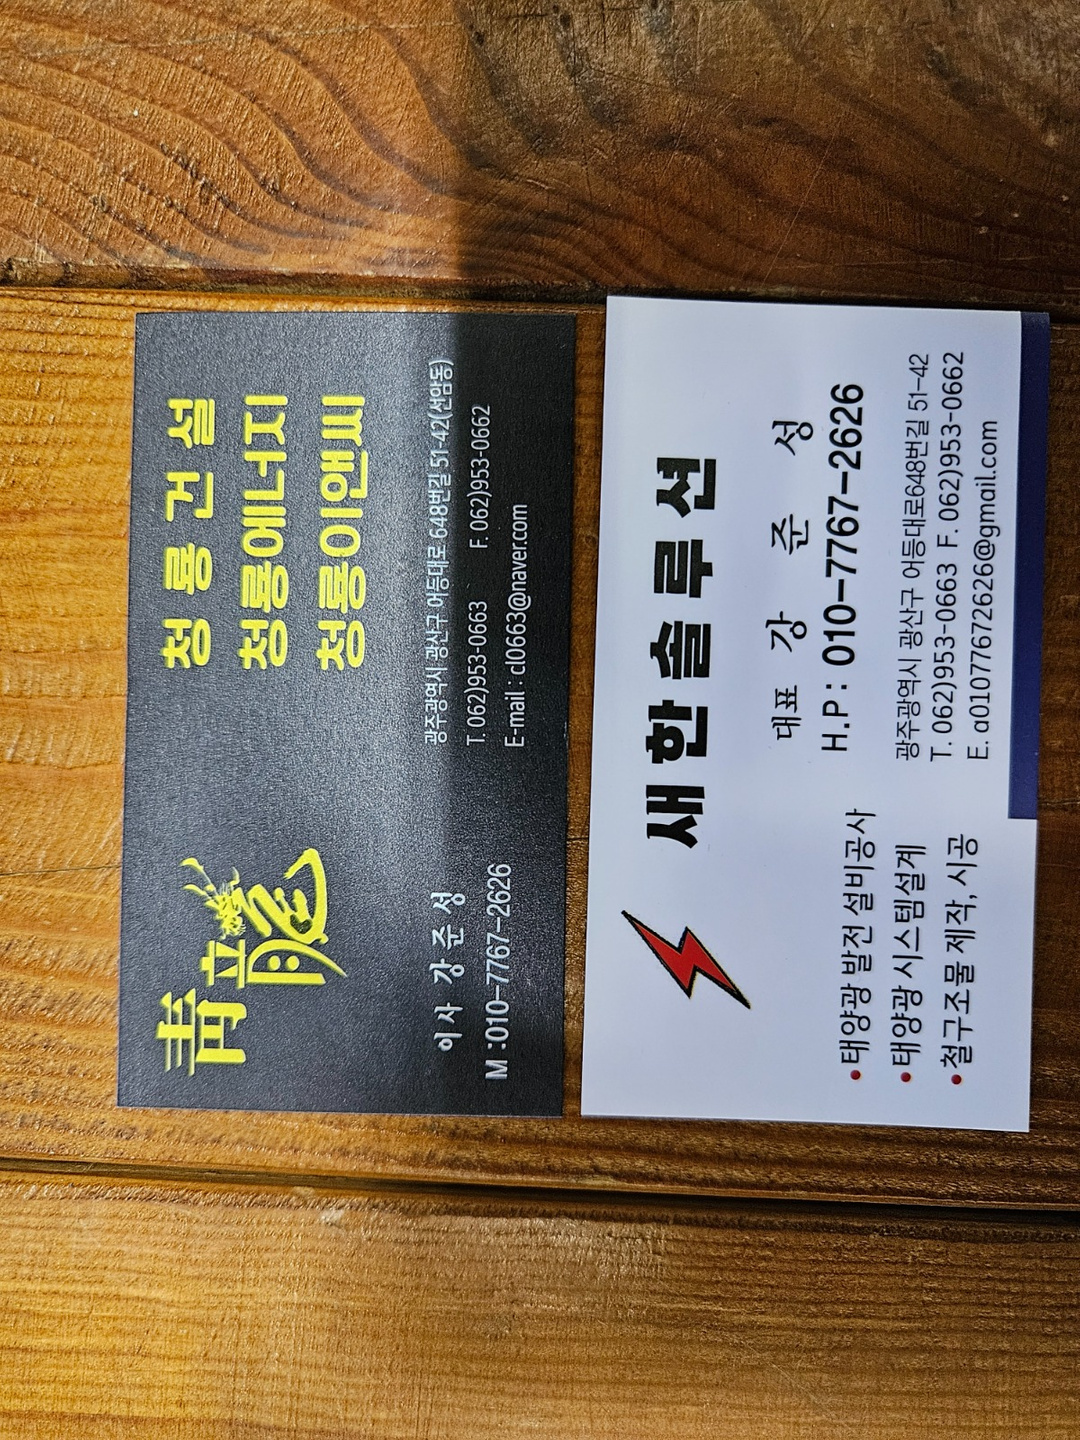 靑龍
청룡건설
청룡에너지
청룡이앤씨
이사 강준성
M :010-7767-2626
광주광역시 광산구 어등대로 648번길 51-42(선암동)
T. 062)953-0663 F. 062)953-0662
E-mail : cl0663@naver.com
새한솔루션
대표 강 준 성
H.P : 010-7767-2626
•태양광 발전 설비공사
•태양광 시스템설계
•철구조물 제작, 시공
광주광역시 광산구 어등대로648번길 51-42
T. 062)953-0663 F. 062)953-0662
E. a01077672626@gmail.com